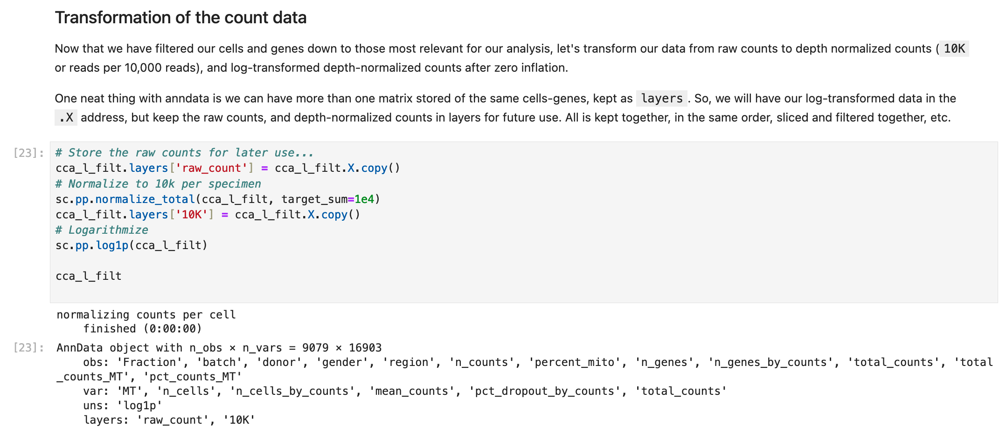 Transformation of the count data
Now that we have filtered our cells and genes down to those most relevant for our analysis, let's transform our data from raw counts to depth normalized counts ( 10K
or reads per 10,000 reads), and log-transformed depth-normalized counts after zero inflation.
One neat thing with anndata is we can have more than one matrix stored of the same cells-genes, kept as layers . So, we will have our log-transformed data in the
.X address, but keep the raw counts, and depth-normalized counts in layers for future use. All is kept together, in the same order, sliced and filtered together, etc.
[23]: # Store the raw counts for later use...
cca_l_filt.layers['raw_count'] = cca_l_filt.X.copy()
# Normalize to 10k per specimen
sc.pp.normalize_total(cca_l_filt, target_sum=1e4)
cca_l_filt.layers['10K'] = cca_l_filt.X.copy()
# Logarithmize
sc.pp.log1p(cca_l_filt)
cca_l_filt
normalizing counts per cell
    finished (0:00:00)
[23]: AnnData object with n_obs × n_vars = 9079 × 16903
    obs: 'Fraction', 'batch', 'donor', 'gender', 'region', 'n_counts', 'percent_mito', 'n_genes', 'n_genes_by_counts', 'total_counts', 'total
_counts_MT', 'pct_counts_MT'
    var: 'MT', 'n_cells', 'n_cells_by_counts', 'mean_counts', 'pct_dropout_by_counts', 'total_counts'
    uns: 'log1p'
    layers: 'raw_count', '10K'